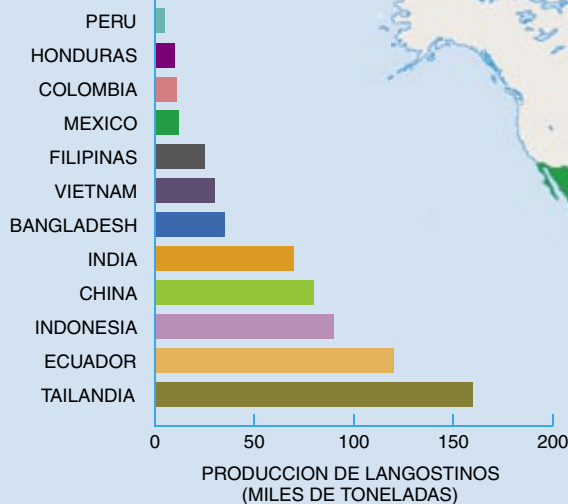 PERU
HONDURAS
COLOMBIA
MEXICO
FILIPINAS
VIETNAM
BANGLADESH
INDIA
CHINA
INDONESIA
ECUADOR
TAILANDIA
0 50 100 150 200
PRODUCCION DE LANGOSTINOS
(MILES DE TONELADAS)